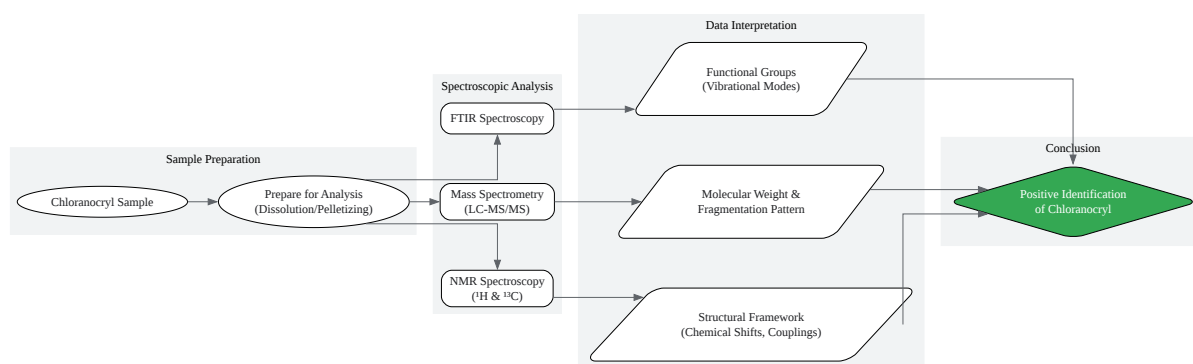 Data Interpretation
Functional Groups
(Vibrational Modes)
Spectroscopic Analysis
FTIR Spectroscopy
Sample Preparation
Conclusion
Chloranocryl Sample
Prepare for Analysis
(Dissolution/Pelletizing)
Mass Spectrometry
(LC-MS/MS)
Molecular Weight &
Fragmentation Pattern
Positive Identification
of Chloranocryl
NMR Spectroscopy
(¹H & ¹³C)
Structural Framework
(Chemical Shifts, Couplings)